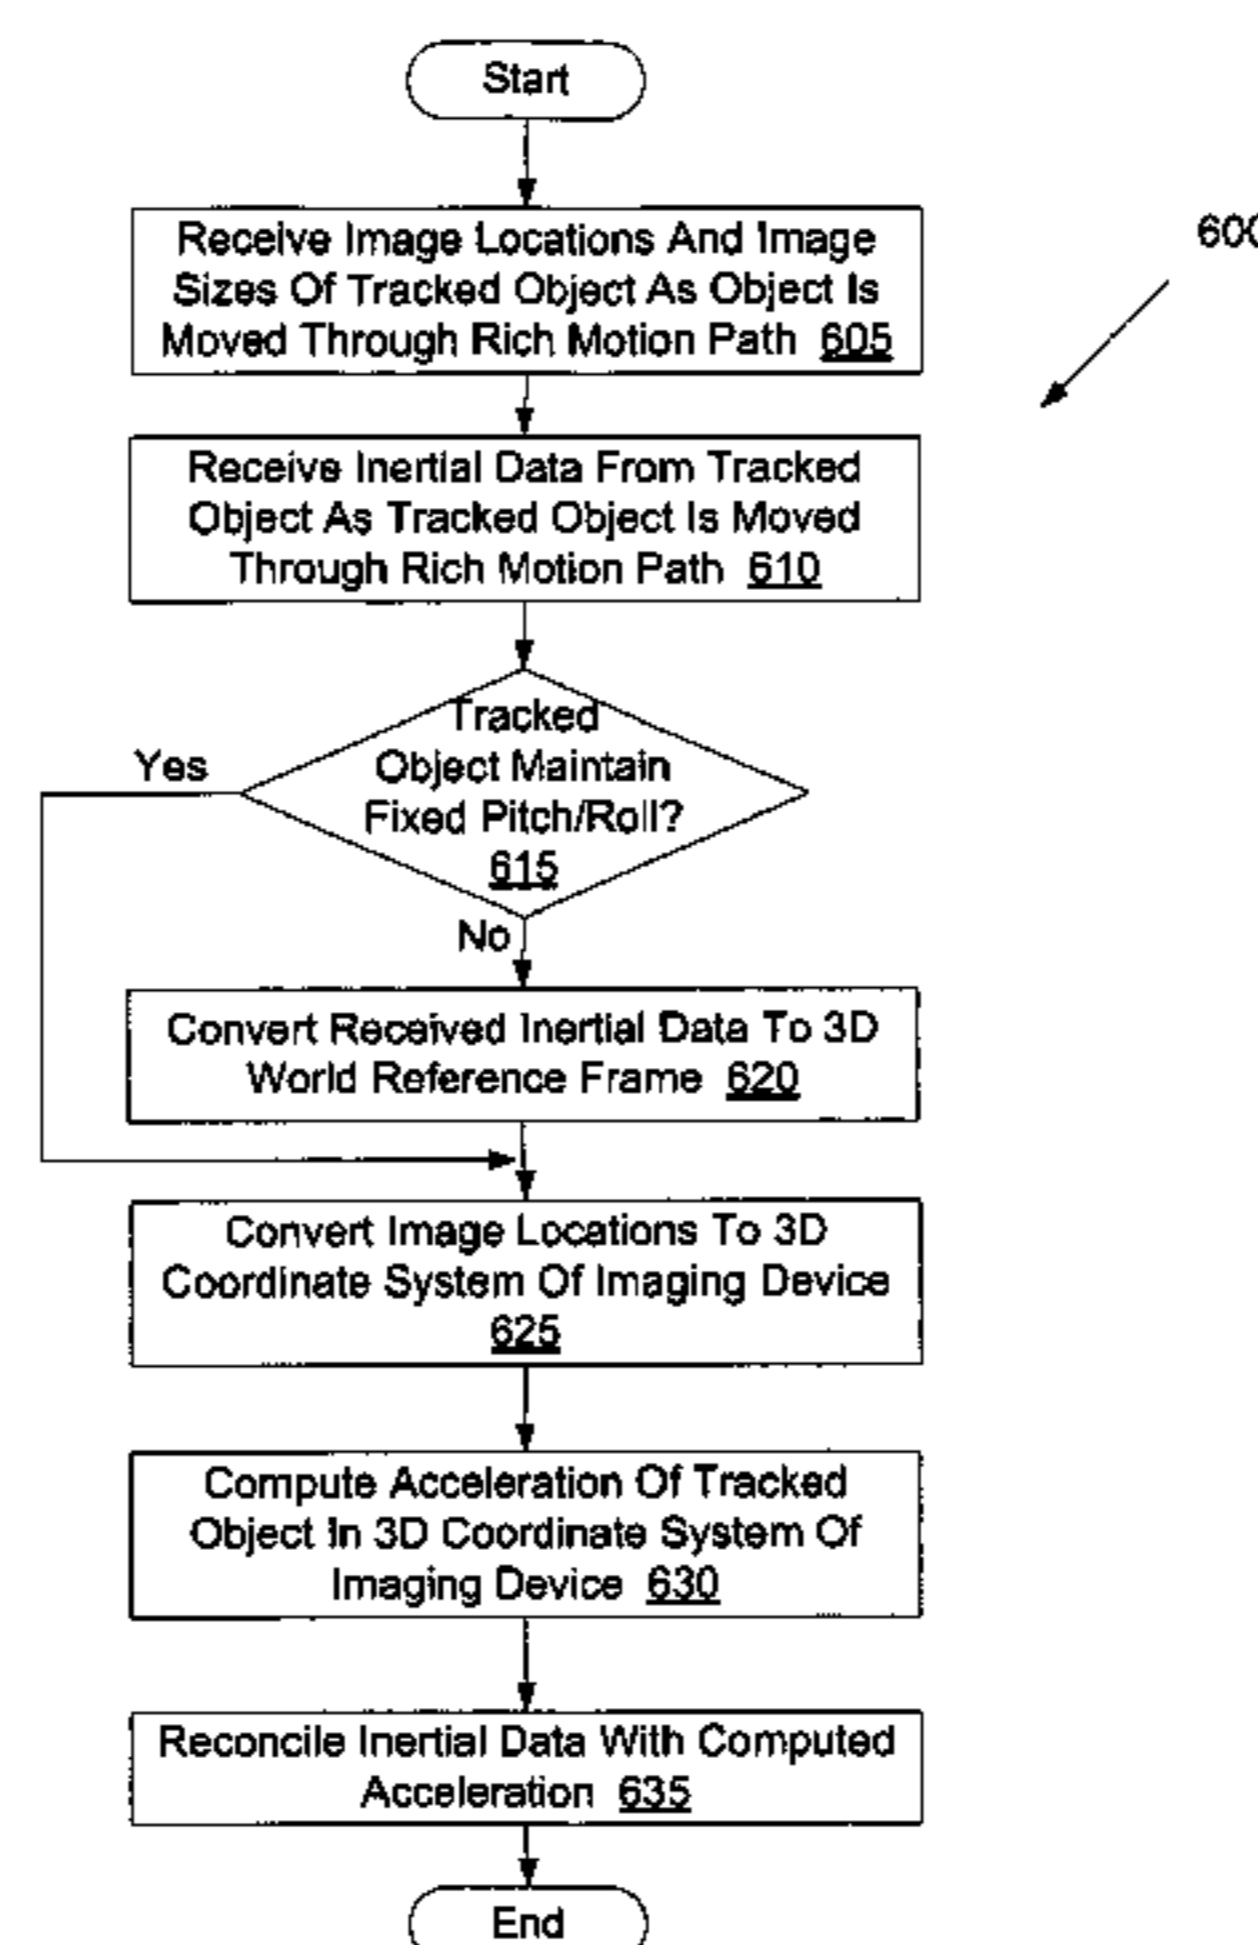 Start
Receive Image Locations And Image
Sizes Of Tracked Object As Object Is
Moved Through Rich Motion Path 605
600
Receive Inertial Data From Tracked
Object As Tracked Object Is Moved
Through Rich Motion Path 610
Tracked
Object Maintain
Fixed Pitch/Roll?
615
Yes
No
Convert Received Inertial Data To 3D
World Reference Frame 620
Convert Image Locations To 3D
Coordinate System Of Imaging Device
625
Compute Acceleration Of Tracked
Object In 3D Coordinate System Of
Imaging Device 630
Reconcile Inertial Data With Computed
Acceleration 635
End